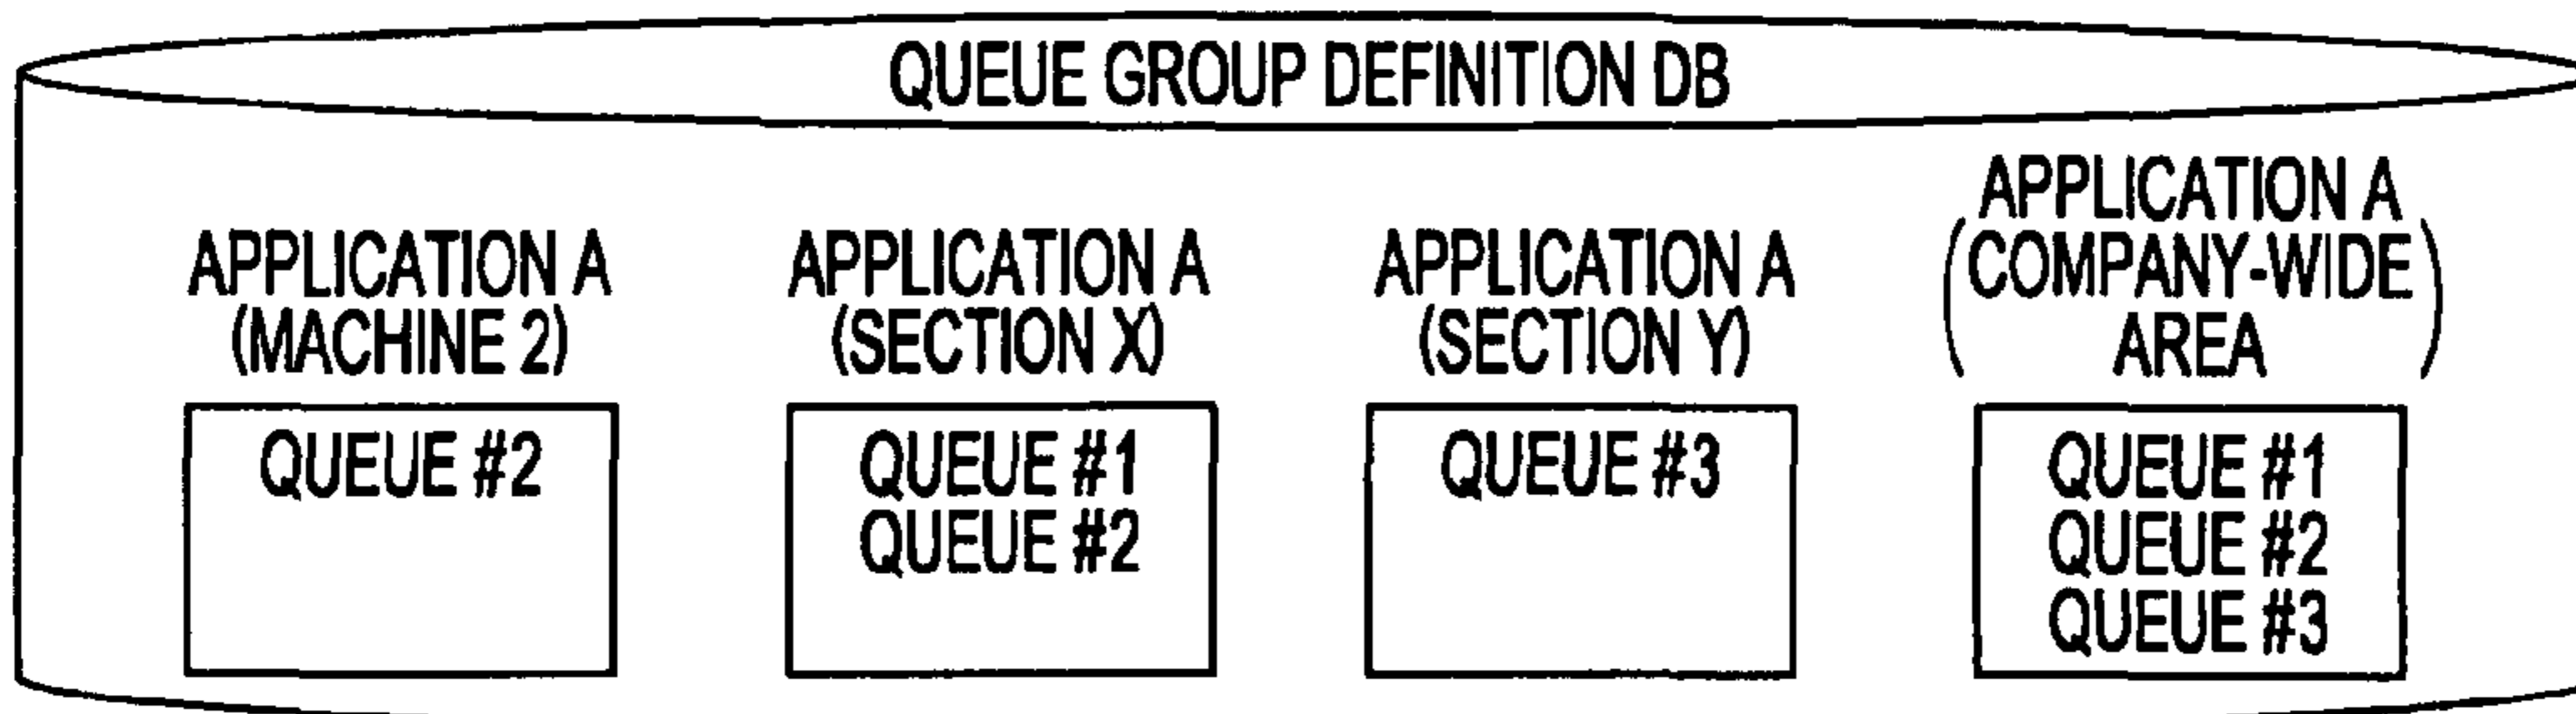 QUEUE GROUP DEFINITION DB
APPLICATION A
(MACHINE 2)
QUEUE #2
APPLICATION A
(SECTION X)
QUEUE #1
QUEUE #2
APPLICATION A
(SECTION Y)
QUEUE #3
APPLICATION A
(COMPANY-WIDE
AREA)
QUEUE #1
QUEUE #2
QUEUE #3